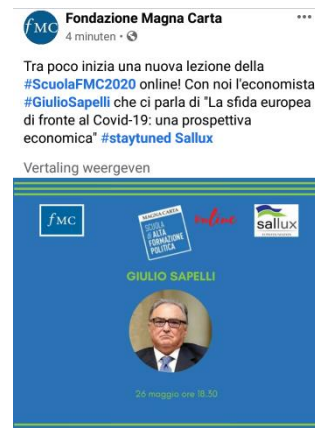 Fondazione Magna Carta
4 minuten
Tra poco inizia una nuova lezione della
#ScuolaFMC2020 online! Con noi l'economista
#GiulioSapelli che ci parla di "La sfida europea
di fronte al Covid-19: una prospettiva
economica" #staytuned Sallux
Vertaling weergeven
fMC
MAGNA CARTA
SCUOLA
di ALTA
FORMAZIONE
POLITICA
online
sallux
GIULIO SAPELLI
26 maggio ore 18.30